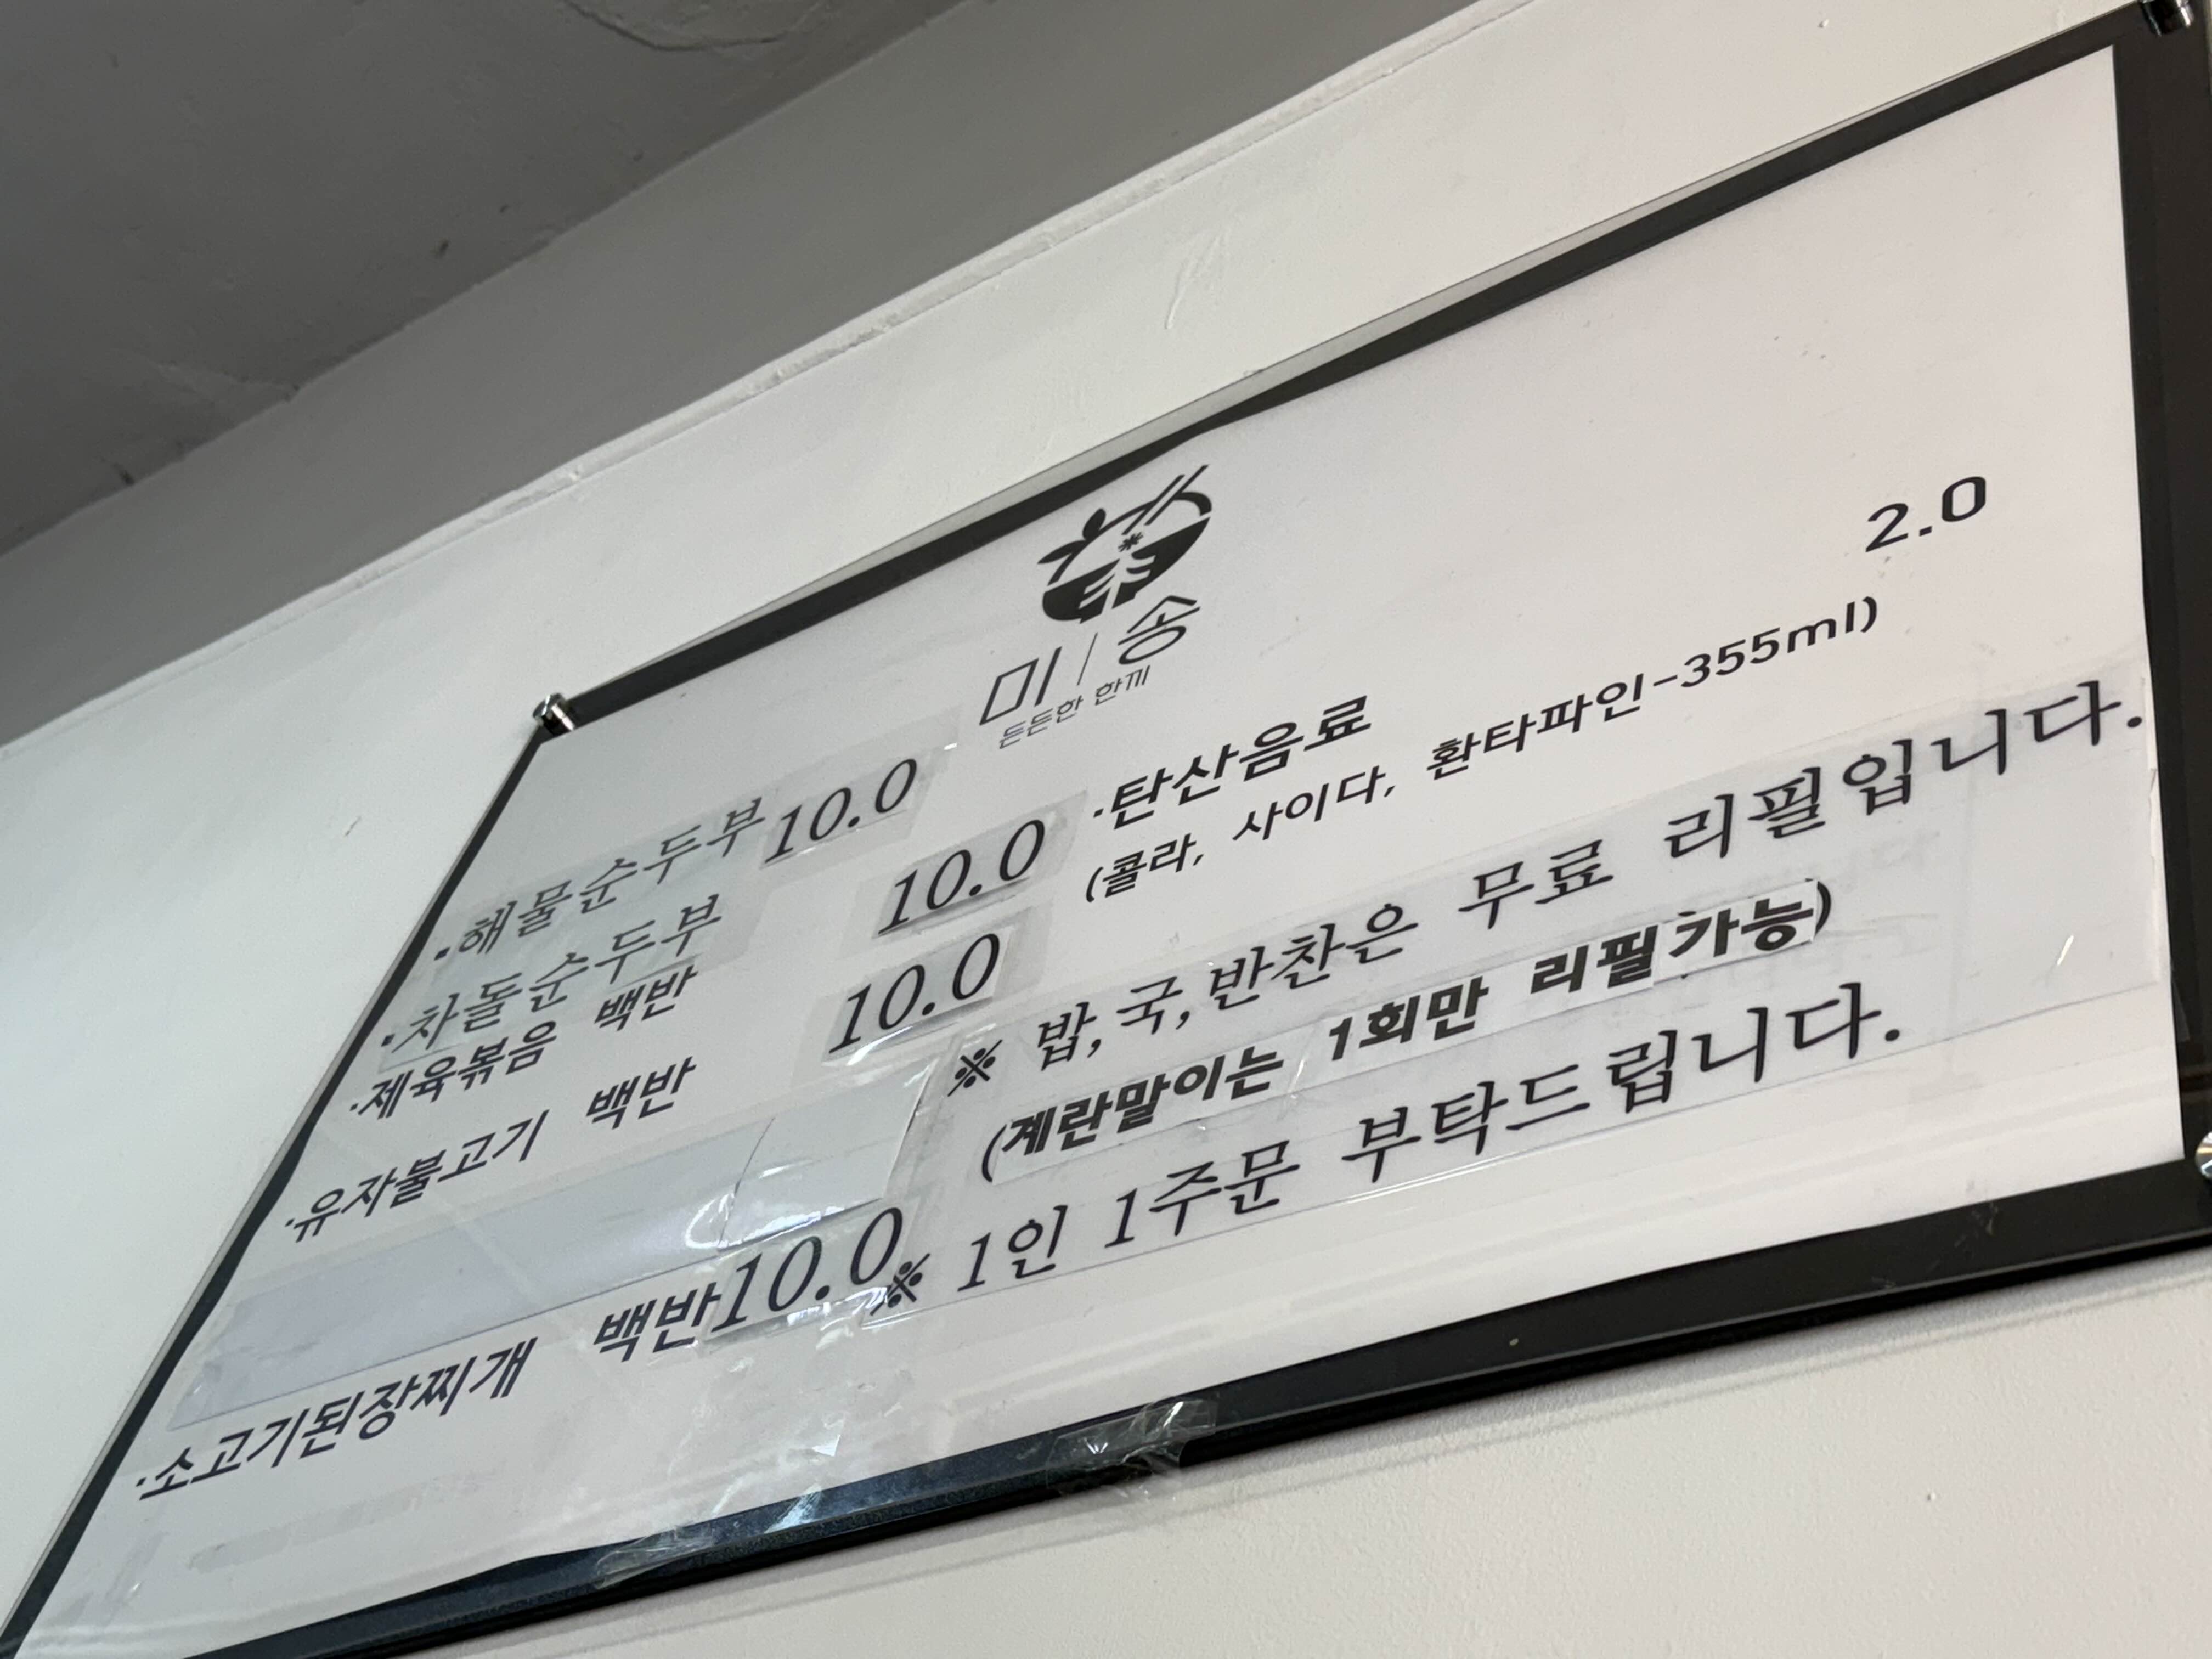 미 | 송
든든한 한끼
·해물순두부 10.0
·차돌순두부
·제육볶음 백반 10.0
·유자불고기 백반 10.0
·소고기된장찌개 백반 10.0
·탄산음료 2.0
(콜라, 사이다, 환타파인-355ml)
※ 밥,국,반찬은 무료 리필입니다.
(계란말이는 1회만 리필가능)
※ 1인 1주문 부탁드립니다.